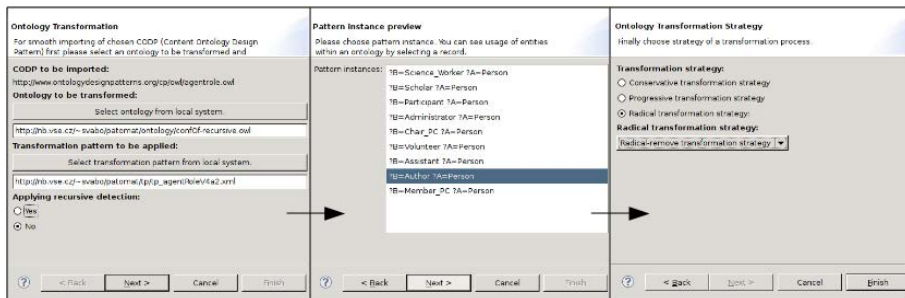 Ontology Transformation
For smooth importing of chosen CODP (Content Ontology Design
Pattern) first please select an ontology to be transformed and
CODP to be imported:
http://www.ontologydesignpatterns.org/cp/owl/agentrole.owl
Ontology to be transformed:
Select ontology from local system.
http://nb.vse.cz/~svabo/patomat/ontology/confOf-recursive.owl
Transformation pattern to be applied:
Select transformation pattern from local system.
http://nb.vse.cz/~svabo/patomat/tp/tp_agentRoleV4a2.xml
Applying recursive detection:
Yes
No
< Back
Next >
Cancel
Finish
Pattern instance preview
Please choose pattern instance. You can see usage of entities
within an ontology by selecting a record.
Pattern instances:
?B=Science_Worker ?A=Person
?B=Scholar ?A=Person
?B=Participant ?A=Person
?B=Administrator ?A=Person
?B=Chair_PC ?A=Person
?B=Volunteer ?A=Person
?B=Assistant ?A=Person
?B=Author ?A=Person
?B=Member_PC ?A=Person
< Back
Next >
Cancel
Finish
Ontology Transformation Strategy
Finally choose strategy of a transformation process.
Transformation strategy:
Conservative transformation strategy
Progressive transformation strategy
Radical transformation strategy:
Radical transformation strategy:
Radical-remove transformation strategy
< Back
Next >
Cancel
Finish